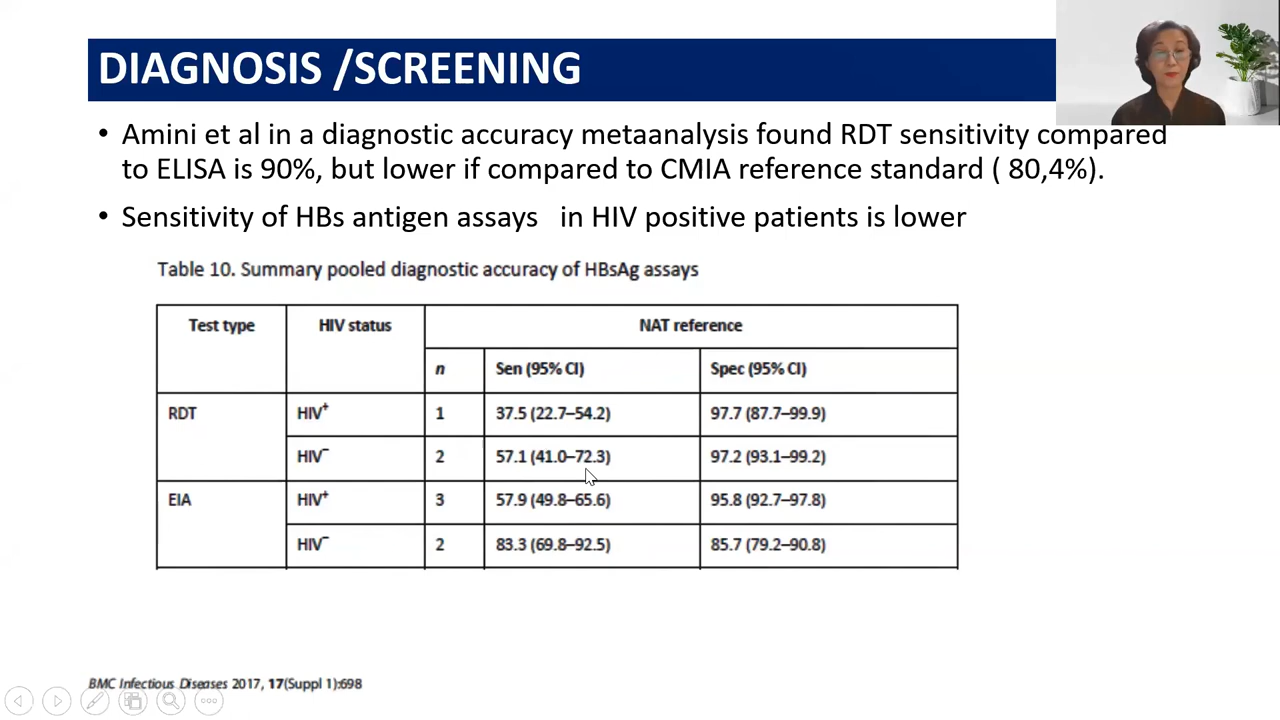 DIAGNOSIS /SCREENING
• Amini et al in a diagnostic accuracy metaanalysis found RDT sensitivity compared
to ELISA is 90%, but lower if compared to CMIA reference standard ( 80,4%).
• Sensitivity of HBs antigen assays in HIV positive patients is lower
Table 10. Summary pooled diagnostic accuracy of HBsAg assays
Test type HIV status NAT reference
n Sen (95% CI) Spec (95% CI)
RDT HIV⁺ 1 37.5 (22.7–54.2) 97.7 (87.7–99.9)
HIV⁻ 2 57.1 (41.0–72.3) 97.2 (93.1–99.2)
EIA HIV⁺ 3 57.9 (49.8–65.6) 95.8 (92.7–97.8)
HIV⁻ 2 83.3 (69.8–92.5) 85.7 (79.2–90.8)
BMC Infectious Diseases 2017, 17(Suppl 1):698